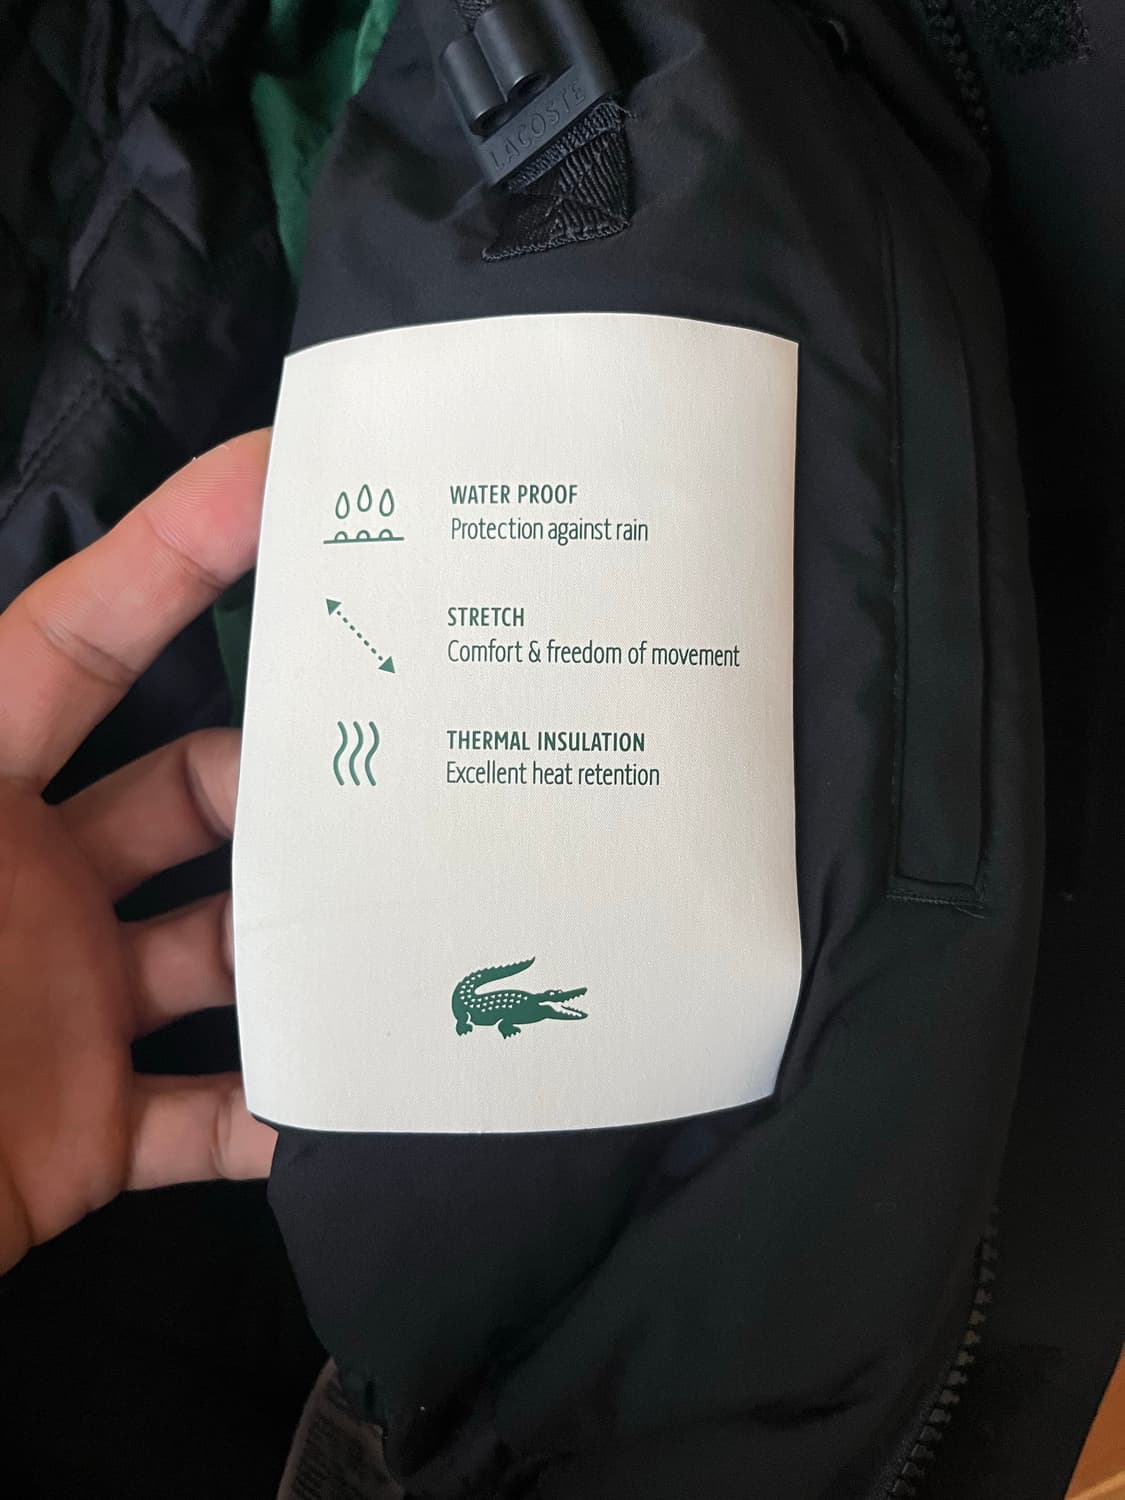 LACOSTE
WATER PROOF
Protection against rain
STRETCH
Comfort & freedom of movement
THERMAL INSULATION
Excellent heat retention